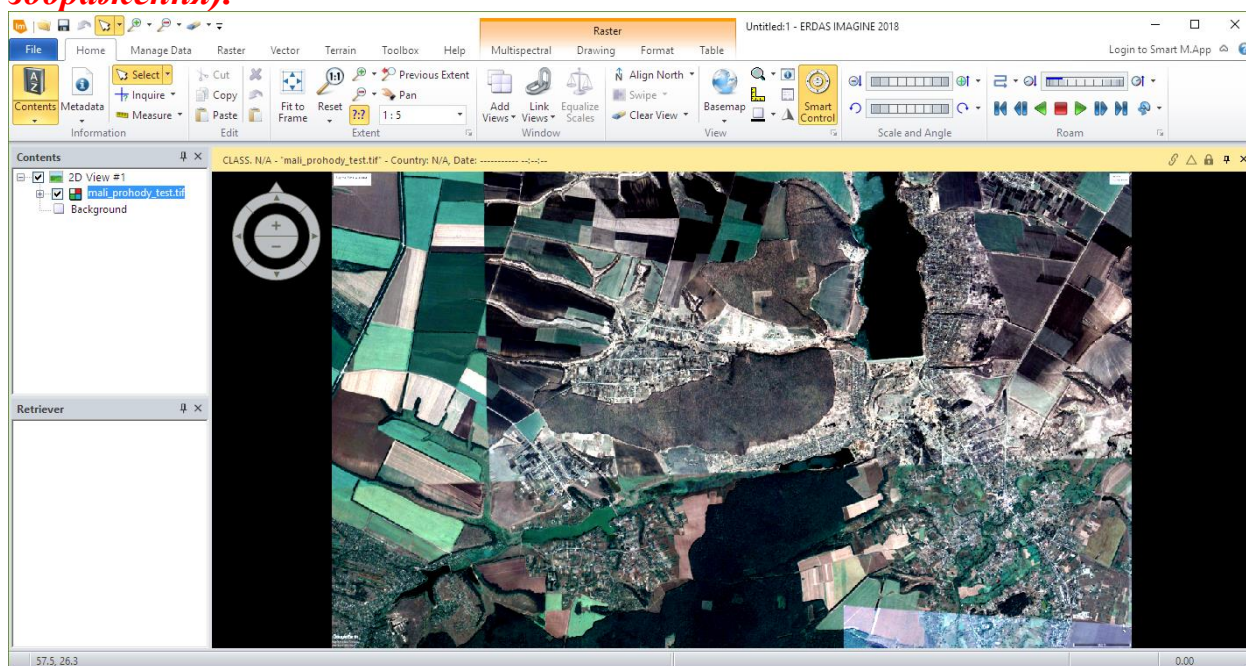 зображення).
Raster
Untitled:1 - ERDAS IMAGINE 2018
File Home Manage Data Raster Vector Terrain Toolbox Help Multispectral Drawing Format Table Login to Smart M.App
Contents
Metadata
Select
Inquire
Measure
Information
Cut
Copy
Paste
Edit
Fit to Frame
Reset
Previous Extent
Pan
1 : 5
Extent
Add Views
Link Views
Equalize Scales
Window
Align North
Swipe
Clear View
Basemap
View
Smart Control
Scale and Angle
Roam
Contents
CLASS. N/A - 'mali_prohody_test.tif' - Country: N/A, Date: ----------- --:--:--
2D View #1
mali_prohody_test.tif
Background
Retriever
57.5, 26.3
0.00